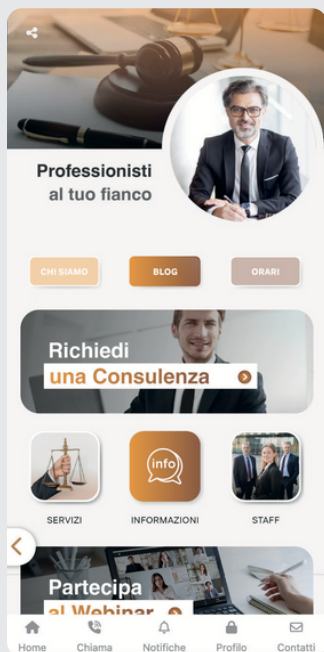 Professionisti
al tuo fianco
CHI SIAMO
BLOG
ORARI
Richiedi
una Consulenza
info
SERVIZI
INFORMAZIONI
STAFF
Partecipa
al Webinar
Home
Chiama
Notifiche
Profilo
Contatti